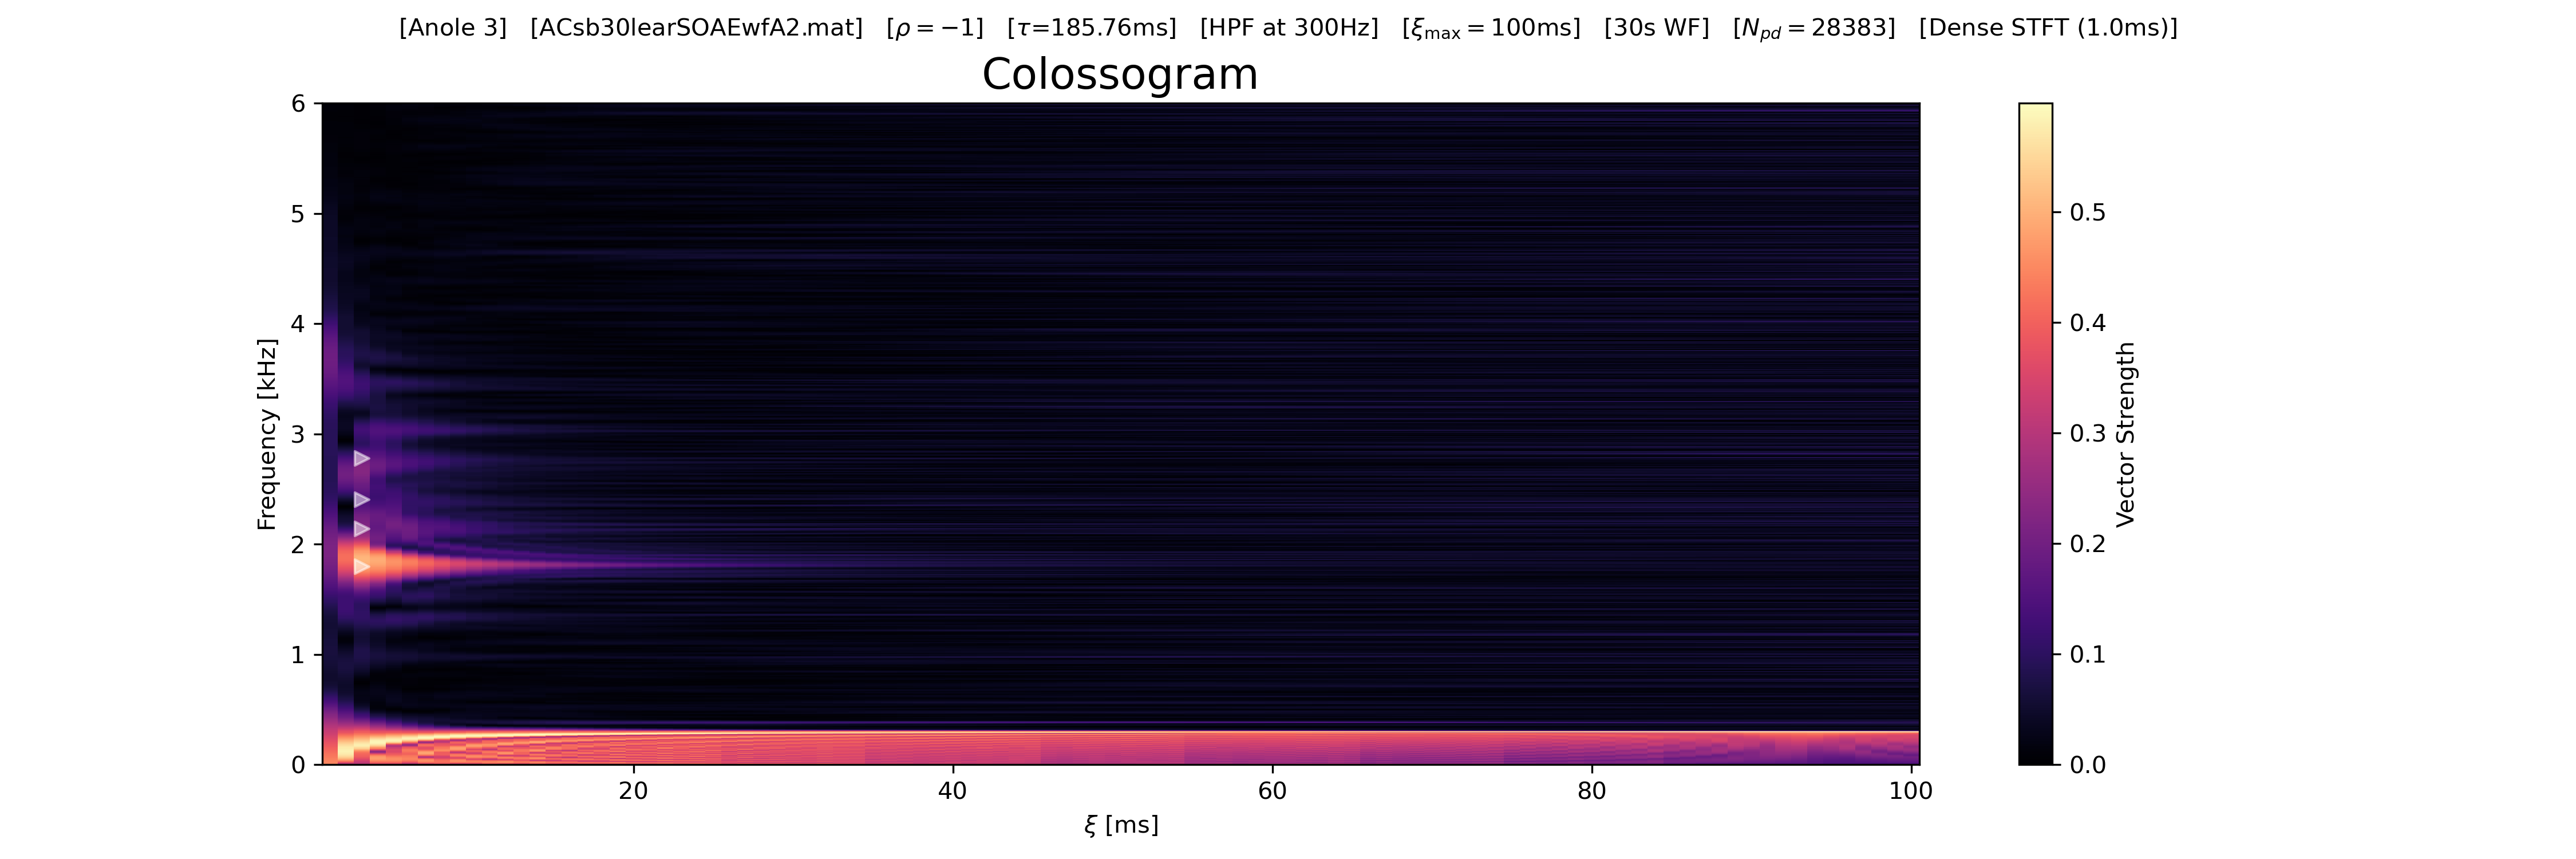 [Anole 3] [ACsb30learSOAEwfA2.mat] [ρ = −1] [τ=185.76ms] [HPF at 300Hz] [ξmax = 100ms] [30s WF] [Npd = 28383] [Dense STFT (1.0ms)]
Colossogram
Frequency [kHz]
6
5
4
3
2
1
0
20 40 60 80 100
ξ [ms]
0.5
0.4
0.3
0.2
0.1
0.0
Vector Strength